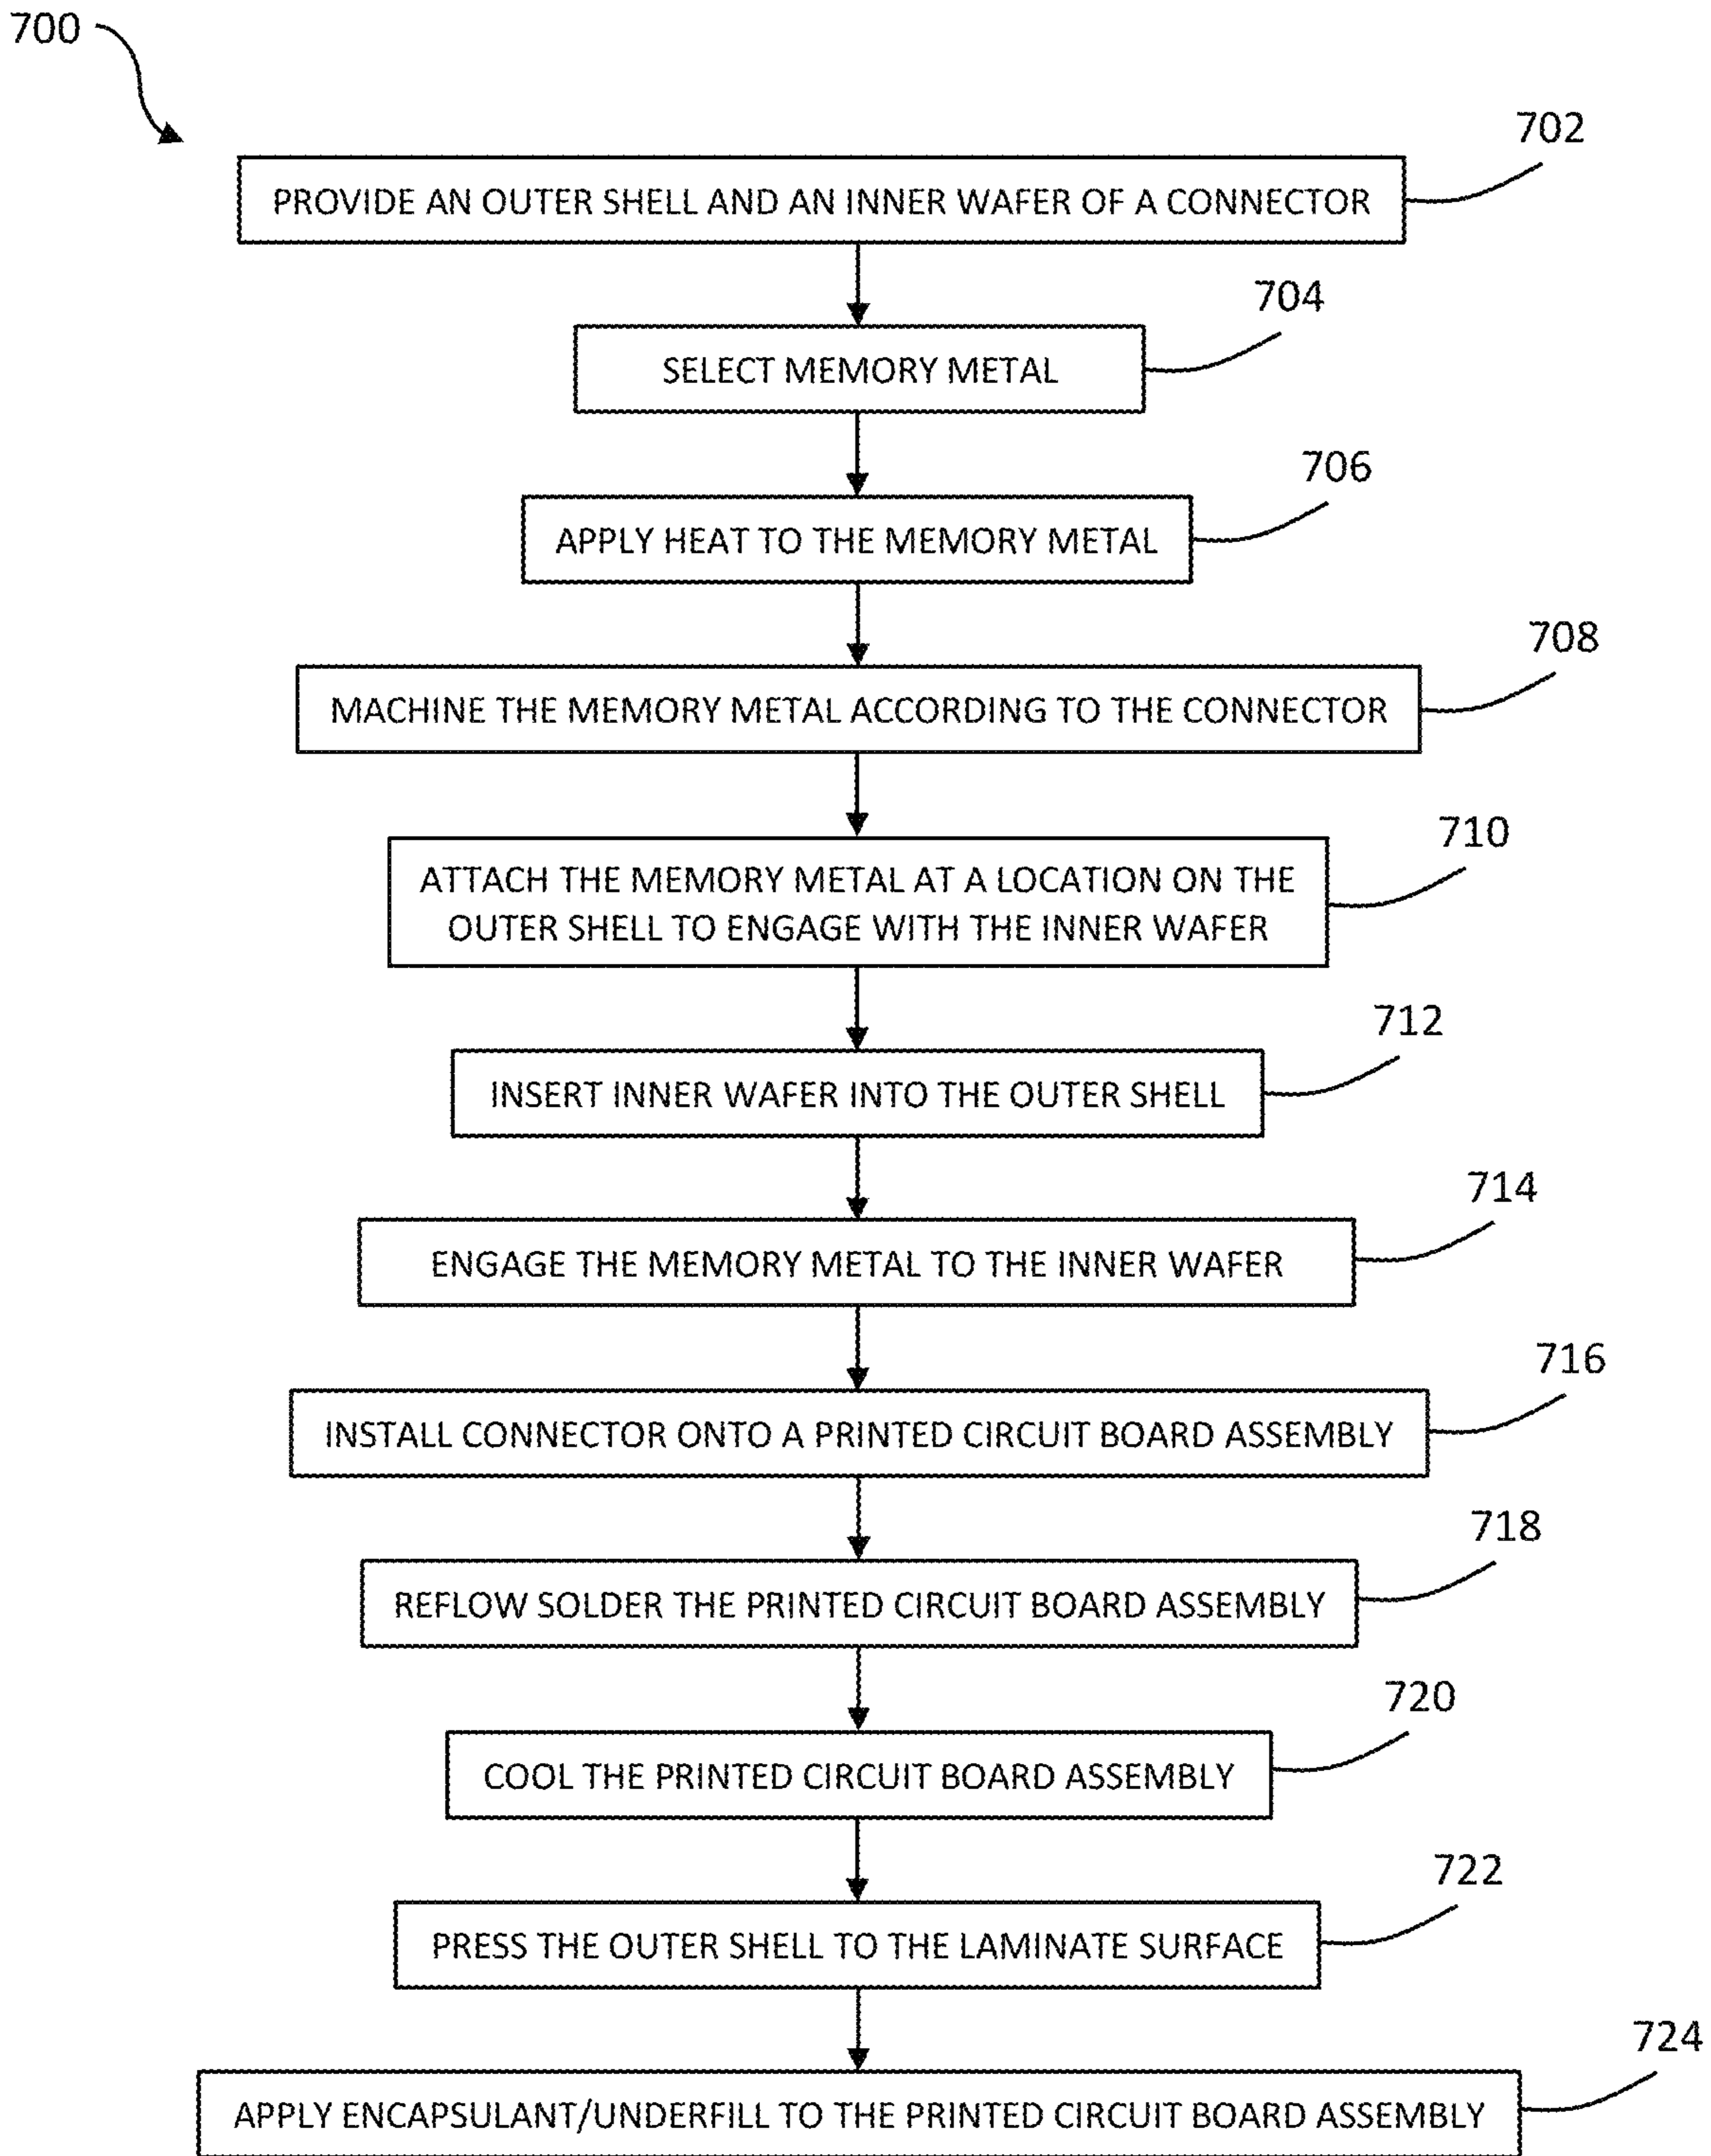 700
702
PROVIDE AN OUTER SHELL AND AN INNER WAFER OF A CONNECTOR
704
SELECT MEMORY METAL
706
APPLY HEAT TO THE MEMORY METAL
708
MACHINE THE MEMORY METAL ACCORDING TO THE CONNECTOR
710
ATTACH THE MEMORY METAL AT A LOCATION ON THE
OUTER SHELL TO ENGAGE WITH THE INNER WAFER
712
INSERT INNER WAFER INTO THE OUTER SHELL
714
ENGAGE THE MEMORY METAL TO THE INNER WAFER
716
INSTALL CONNECTOR ONTO A PRINTED CIRCUIT BOARD ASSEMBLY
718
REFLOW SOLDER THE PRINTED CIRCUIT BOARD ASSEMBLY
720
COOL THE PRINTED CIRCUIT BOARD ASSEMBLY
722
PRESS THE OUTER SHELL TO THE LAMINATE SURFACE
724
APPLY ENCAPSULANT/UNDERFILL TO THE PRINTED CIRCUIT BOARD ASSEMBLY